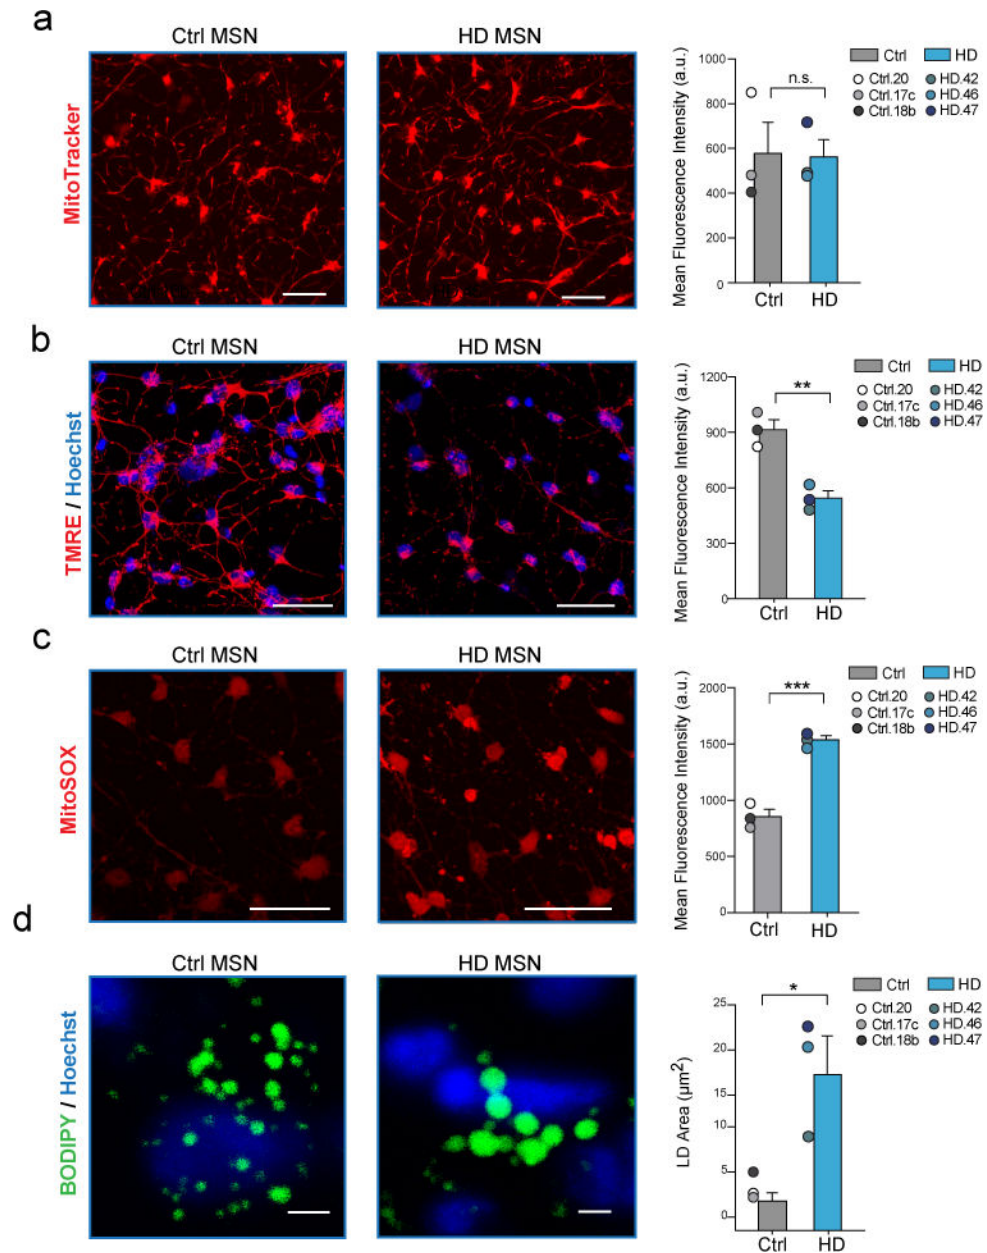 a
Ctrl MSN
HD MSN
MitoTracker
Mean Fluorescence Intensity (a.u.)
1000
800
600
400
200
0
n.s.
Ctrl
HD
Ctrl
HD
Ctrl.20
HD.42
Ctrl.17c
HD.46
Ctrl.18b
HD.47
b
Ctrl MSN
HD MSN
TMRE / Hoechst
Mean Fluorescence Intensity (a.u.)
1200
900
600
300
0
**
Ctrl
HD
Ctrl
HD
Ctrl.20
HD.42
Ctrl.17c
HD.46
Ctrl.18b
HD.47
c
Ctrl MSN
HD MSN
MitoSOX
Mean Fluorescence Intensity (a.u.)
2000
1500
1000
500
0
***
Ctrl
HD
Ctrl
HD
Ctrl.20
HD.42
Ctrl.17c
HD.46
Ctrl.18b
HD.47
d
Ctrl MSN
HD MSN
BODIPY / Hoechst
LD Area (µm2)
25
20
15
10
5
0
*
Ctrl
HD
Ctrl
HD
Ctrl.20
HD.42
Ctrl.17c
HD.46
Ctrl.18b
HD.47